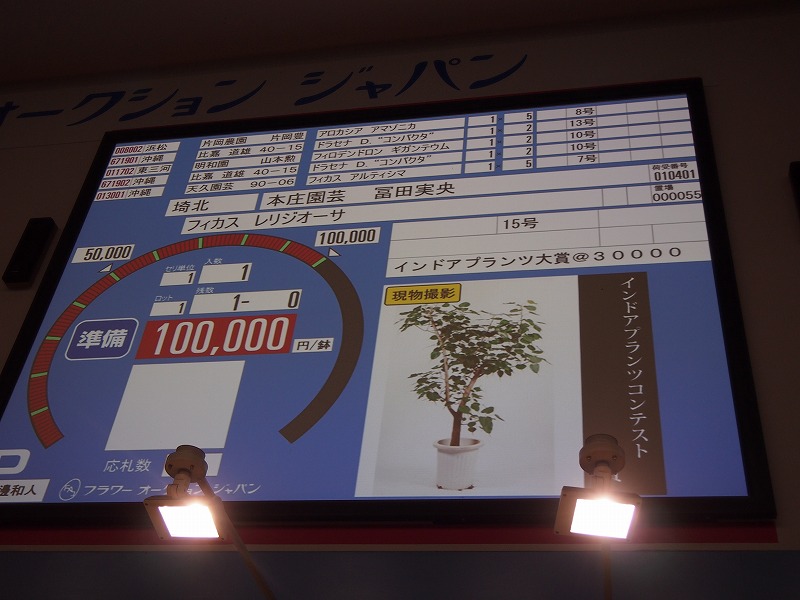 オークション ジャパン
008002 浜松 片岡農園 片岡豊 アロカシア アマゾニカ 1- 5 8号
671901 沖縄 比嘉 道雄 40-15 ドラセナ D. "コンパクタ" 1- 2 13号
011702 東三河 明和園 山本勲 フィロデンドロン ギガンテウム 1- 2 10号
671902 沖縄 比嘉 道雄 40-15 ドラセナ D. "コンパクタ" 1- 2 10号
013001 沖縄 天久園芸 90-06 フィカス アルティシマ 1- 5 7号
埼北 本庄園芸 冨田実央
荷受番号
010401
フィカス レリジオーサ
000055
15号
インドアプランツ大賞@30000
50,000
100,000
セリ単位 人数
1 1
ロット 残数
1 1- 0
準備
100,000 円/鉢
応札数
邊和人
フラワー オークション ジャパン
現物撮影
インドアプランツコンテスト